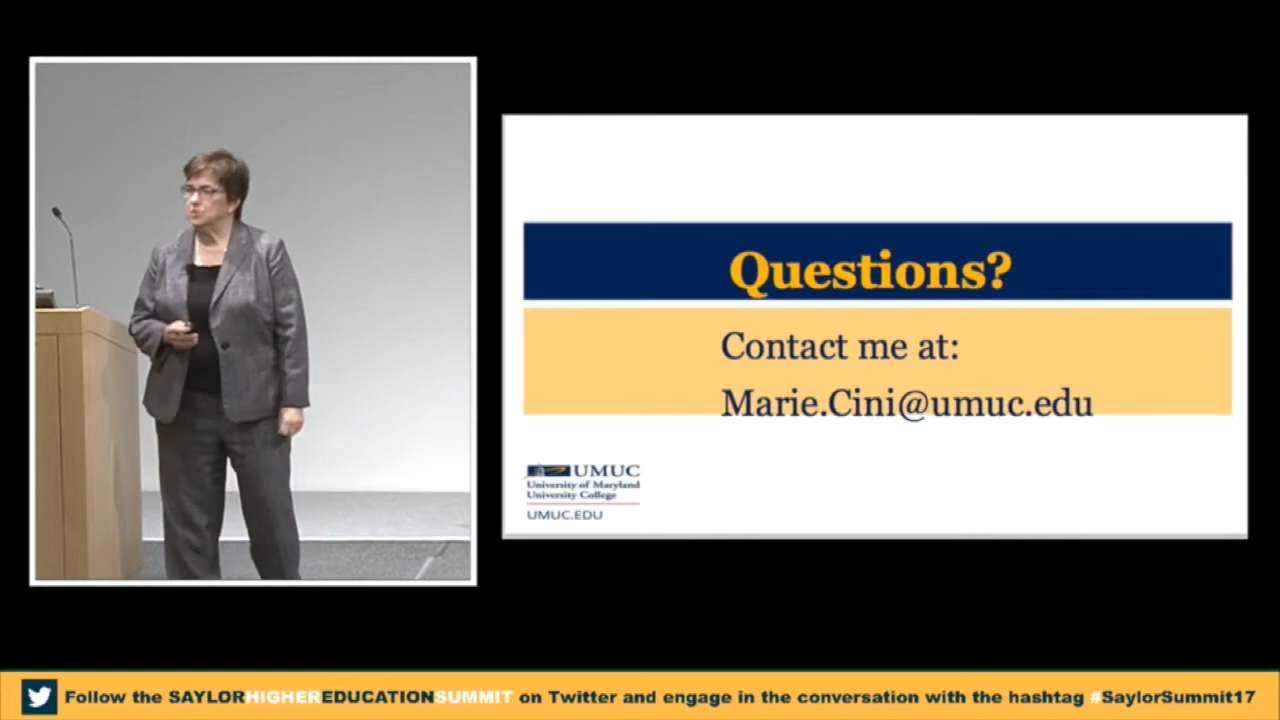 Questions?
Contact me at:
Marie.Cini@umuc.edu
UMUC
University of Maryland
University College
UMUC.EDU
Follow the SAYLORHIGHEREDUCATIONSUMMIT on Twitter and engage in the conversation with the hashtag #SaylorSummit17